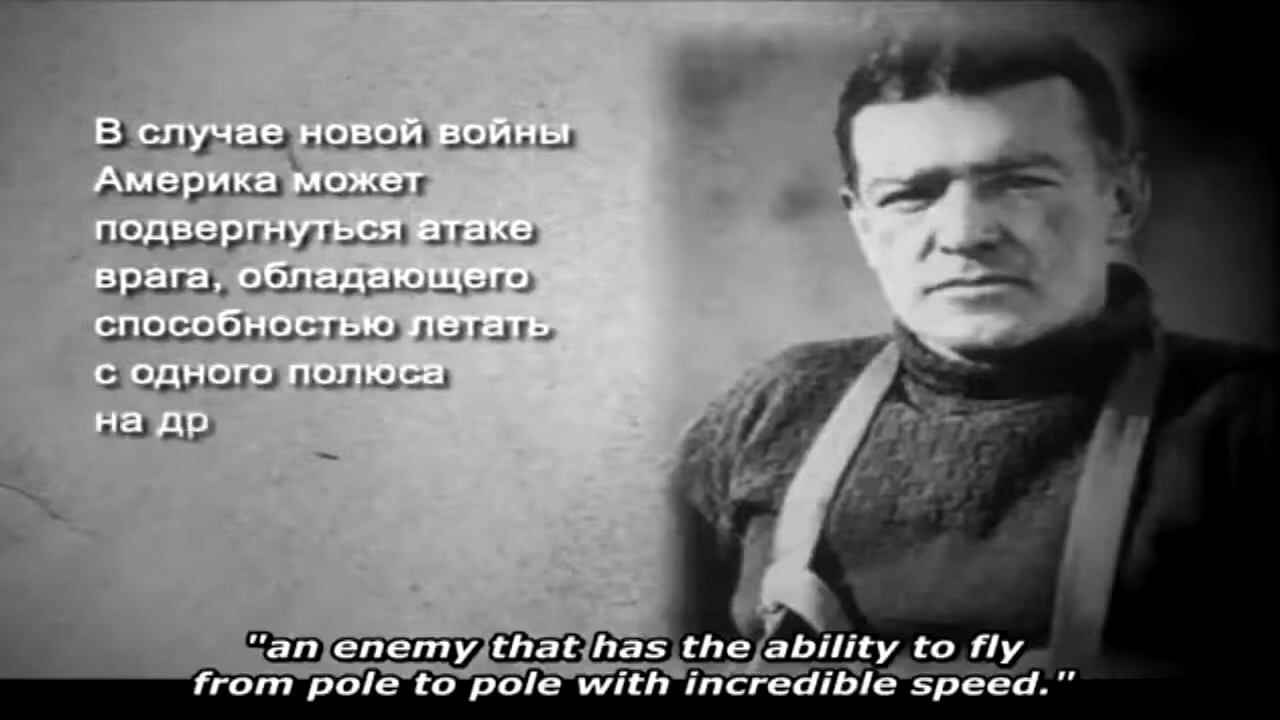 В случае новой войны
Америка может
подвергнуться атаке
врага, обладающего
способностью летать
с одного полюса
на др
"an enemy that has the ability to fly
from pole to pole with incredible speed."